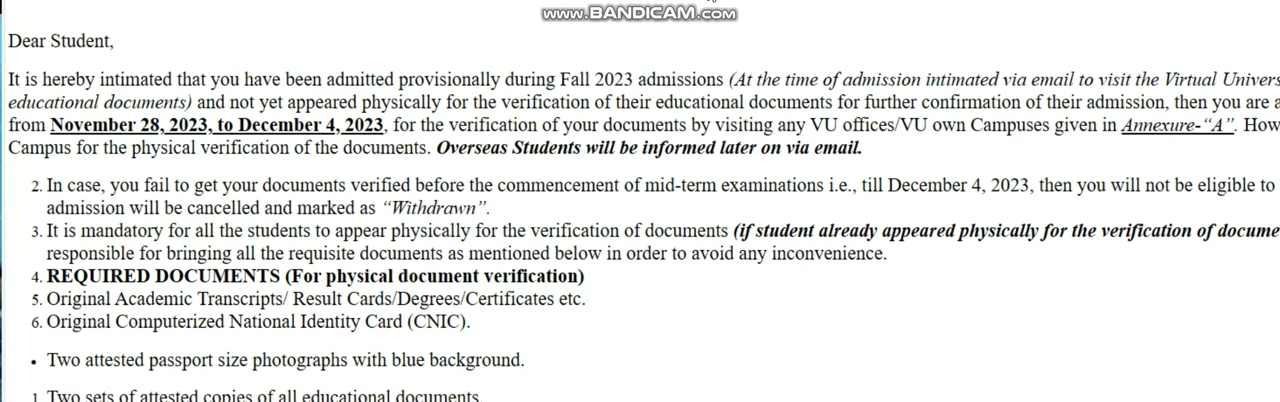 www.BANDICAM.com
Dear Student,
It is hereby intimated that you have been admitted provisionally during Fall 2023 admissions (At the time of admission intimated via email to visit the Virtual
educational documents) and not yet appeared physically for the verification of their educational documents for further confirmation of their admission, then you are
from November 28, 2023, to December 4, 2023, for the verification of your documents by visiting any VU offices/VU own Campuses given in Annexure-“A”. How
Campus for the physical verification of the documents. Overseas Students will be informed later on via email.
2. In case, you fail to get your documents verified before the commencement of mid-term examinations i.e., till December 4, 2023, then you will not be eligible to
admission will be cancelled and marked as “Withdrawn”.
3. It is mandatory for all the students to appear physically for the verification of documents (if student already appeared physically for the verification of docume
responsible for bringing all the requisite documents as mentioned below in order to avoid any inconvenience.
4. REQUIRED DOCUMENTS (For physical document verification)
5. Original Academic Transcripts/ Result Cards/Degrees/Certificates etc.
6. Original Computerized National Identity Card (CNIC).
• Two attested passport size photographs with blue background.
1. Two sets of attested copies of all educational documents.